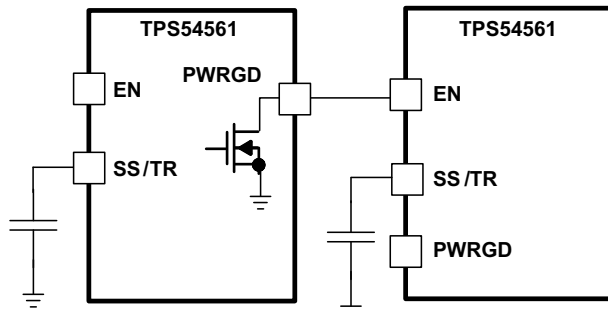 TPS54561
PWRGD
EN
SS/TR
TPS54561
EN
SS/TR
PWRGD